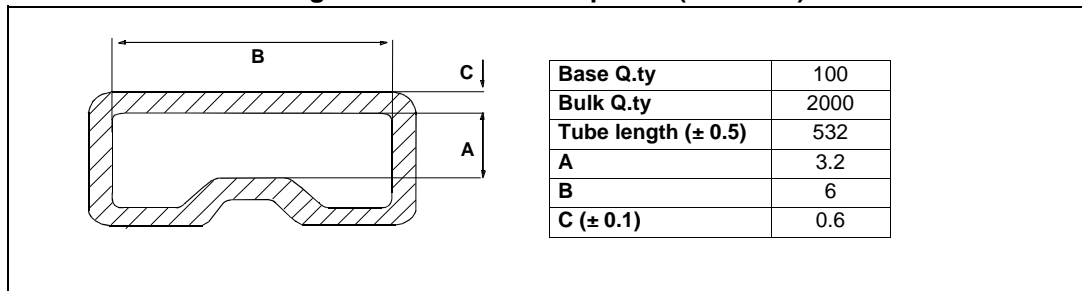 B
C
A
Base Q.ty 100
Bulk Q.ty 2000
Tube length (± 0.5) 532
A 3.2
B 6
C (± 0.1) 0.6